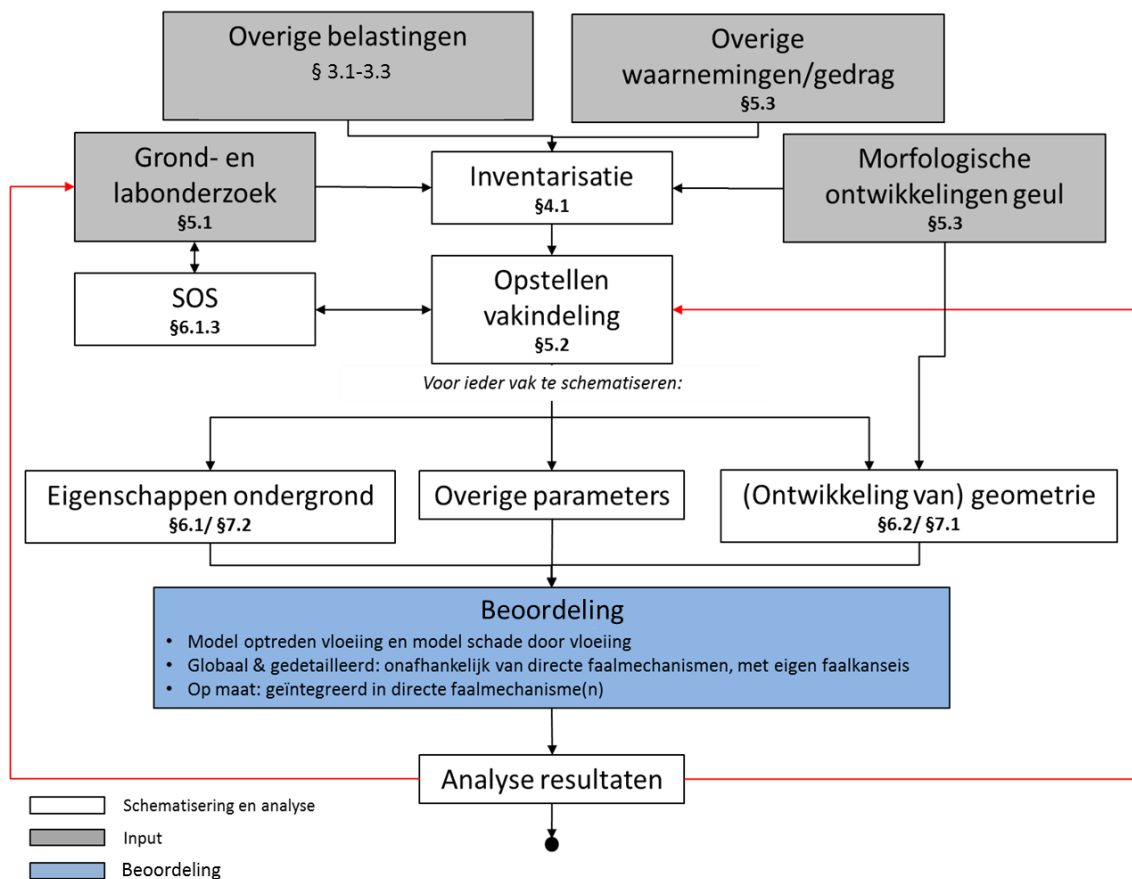 Overige belastingen
§ 3.1-3.3
Overige
waarnemingen/gedrag
§5.3
Grond- en
labonderzoek
§5.1
Inventarisatie
§4.1
Morfologische
ontwikkelingen geul
§5.3
SOS
§6.1.3
Opstellen
vakindeling
§5.2
Voor ieder vak te schematiseren:
Eigenschappen ondergrond
§6.1/ §7.2
Overige parameters
(Ontwikkeling van) geometrie
§6.2/ §7.1
Beoordeling
• Model optreden vloeiing en model schade door vloeiing
• Globaal & gedetailleerd: onafhankelijk van directe faalmechanismen, met eigen faalkanseis
• Op maat: geïntegreerd in directe faalmechanisme(n)
Analyse resultaten
Schematisering en analyse
Input
Beoordeling